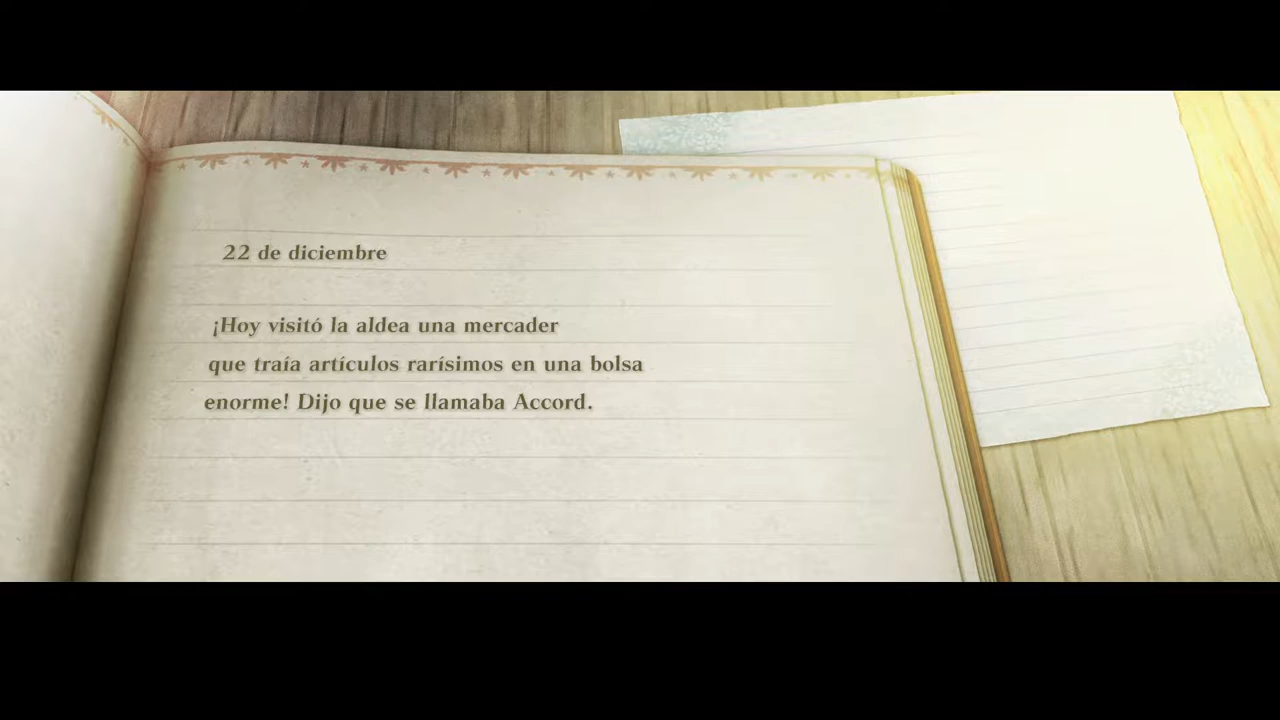 22 de diciembre
¡Hoy visitó la aldea una mercader
que traía artículos rarísimos en una bolsa
enorme! Dijo que se llamaba Accord.